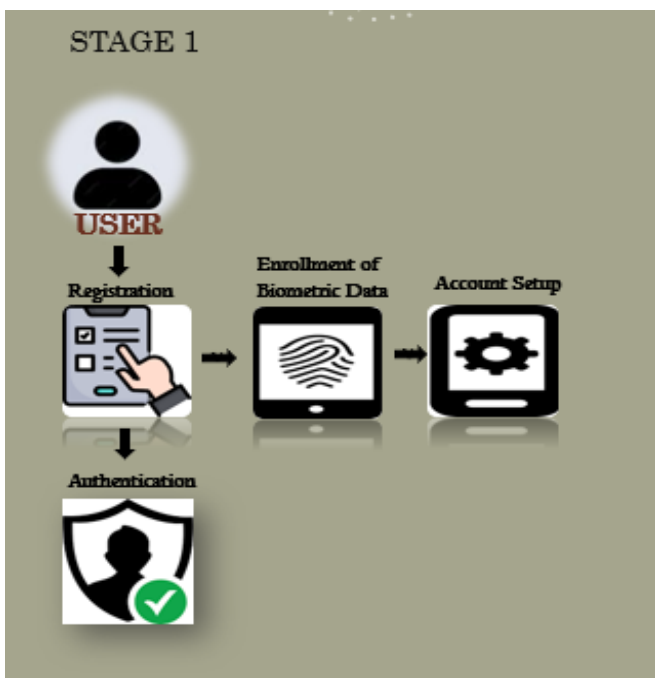 STAGE 1
USER
Registration
Enrollment of
Biometric Data
Account Setup
Authentication